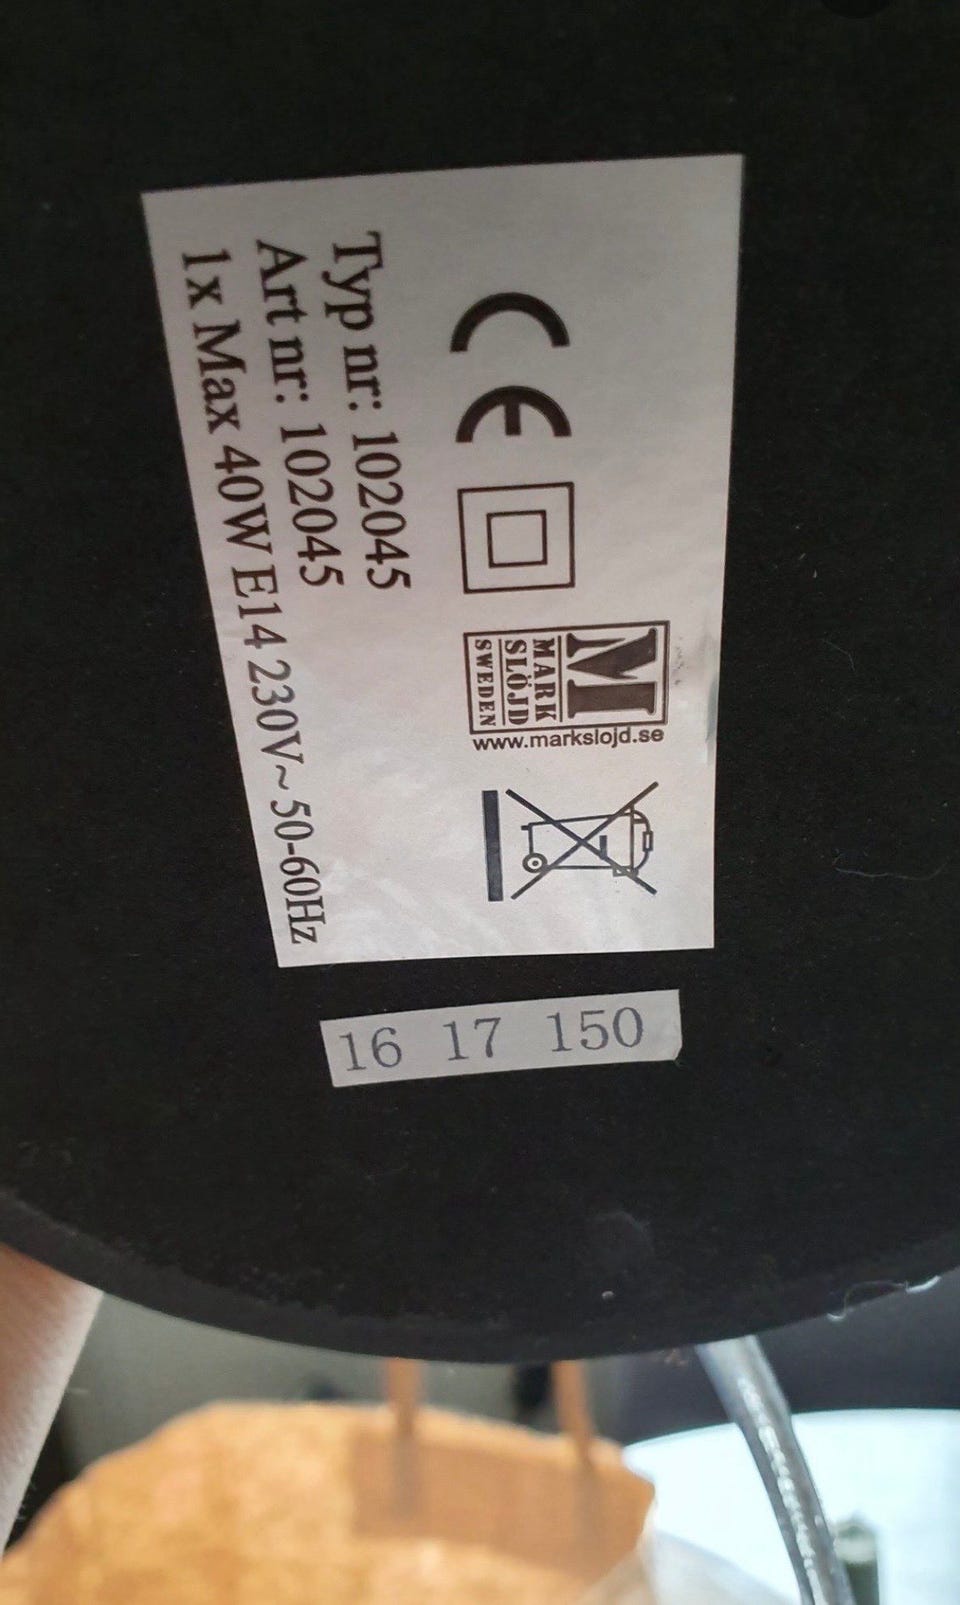 CE
M
MARK
SLÖJD
SWEDEN
www.markslojd.se
Typ nr: 102045
Art nr: 102045
1x Max 40W E14 230V~ 50-60Hz
16 17 150